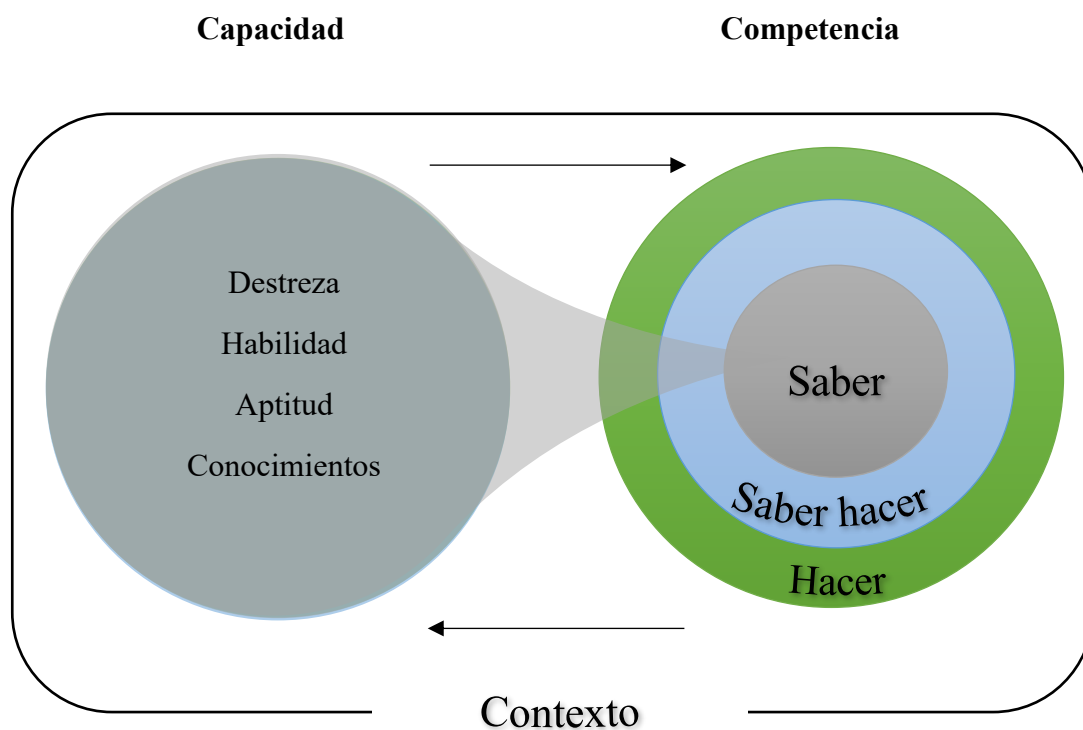 Capacidad
Competencia
Destreza
Habilidad
Aptitud
Conocimientos
Saber
Saber hacer
Hacer
Contexto